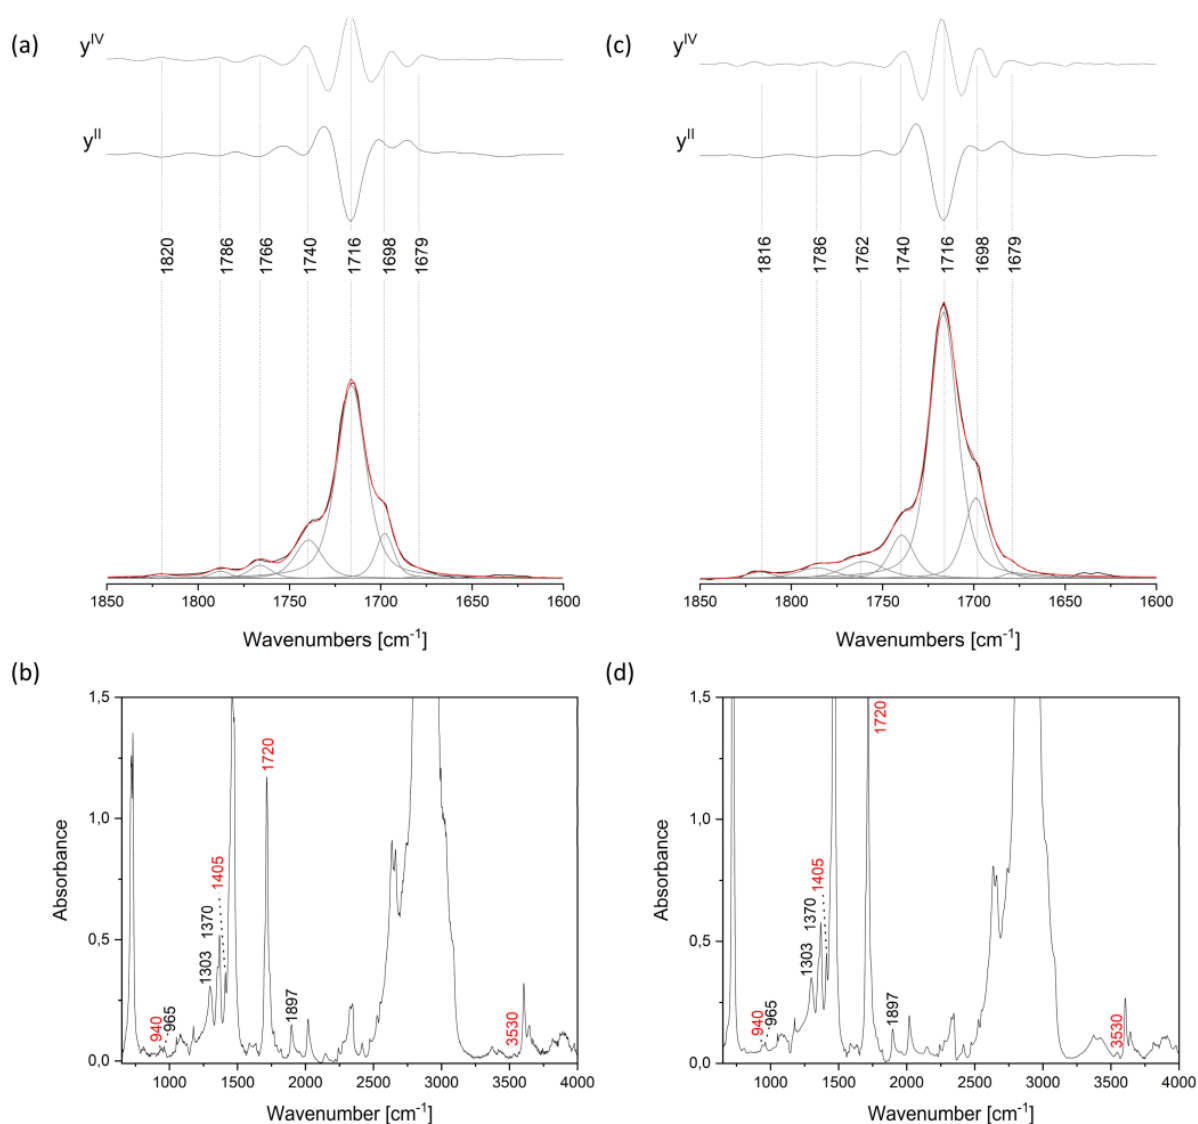 (a)
y^IV
y^II
1820
1786
1766
1740
1716
1698
1679
1850 1800 1750 1700 1650 1600
Wavenumbers [cm^-1]
(c)
y^IV
y^II
1816
1786
1762
1740
1716
1698
1679
1850 1800 1750 1700 1650 1600
Wavenumbers [cm^-1]
(b)
1,5
1,0
0,5
0,0
Absorbance
940
965
1303
1370
1405
1720
1897
3530
1000 1500 2000 2500 3000 3500 4000
Wavenumber [cm^-1]
(d)
1,5
1,0
0,5
0,0
Absorbance
940
965
1303
1370
1405
1720
1897
3530
1000 1500 2000 2500 3000 3500 4000
Wavenumber [cm^-1]